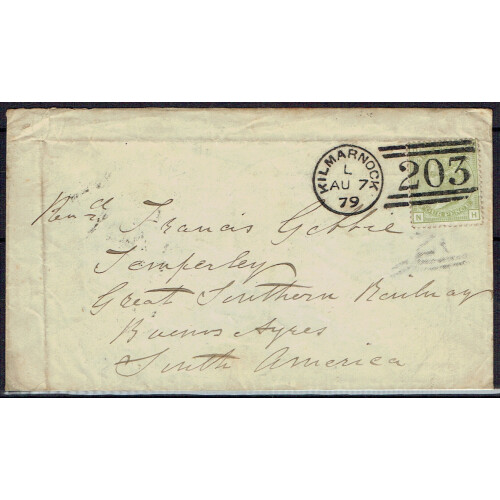 KILMARNOCK
L
AU 7
79
203
N H
Revd Francis Gebbie
Temperley
Great Southern Railway
Buenos Ayres
South America